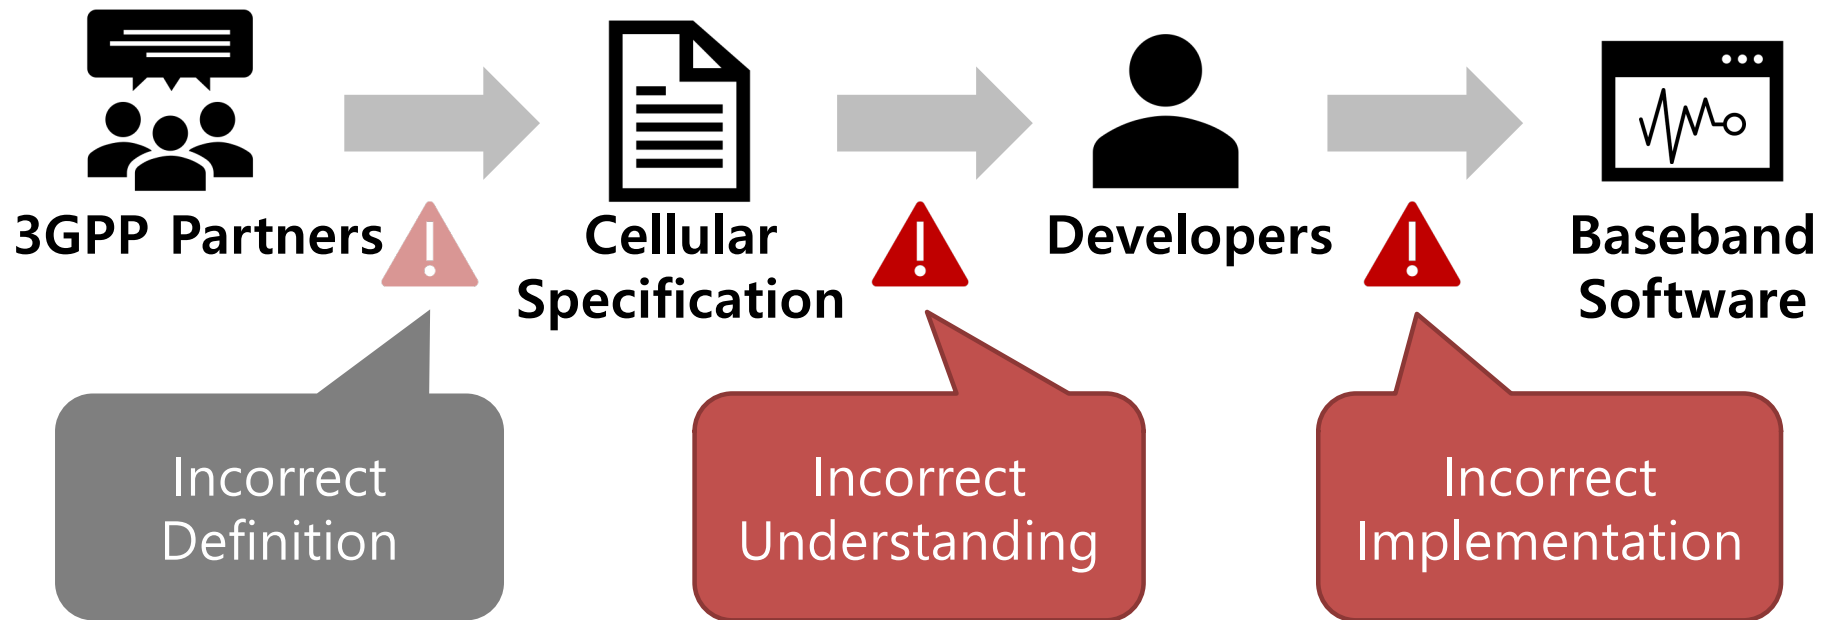 3GPP Partners
Cellular
Specification
Developers
Baseband
Software
Incorrect
Definition
Incorrect
Understanding
Incorrect
Implementation